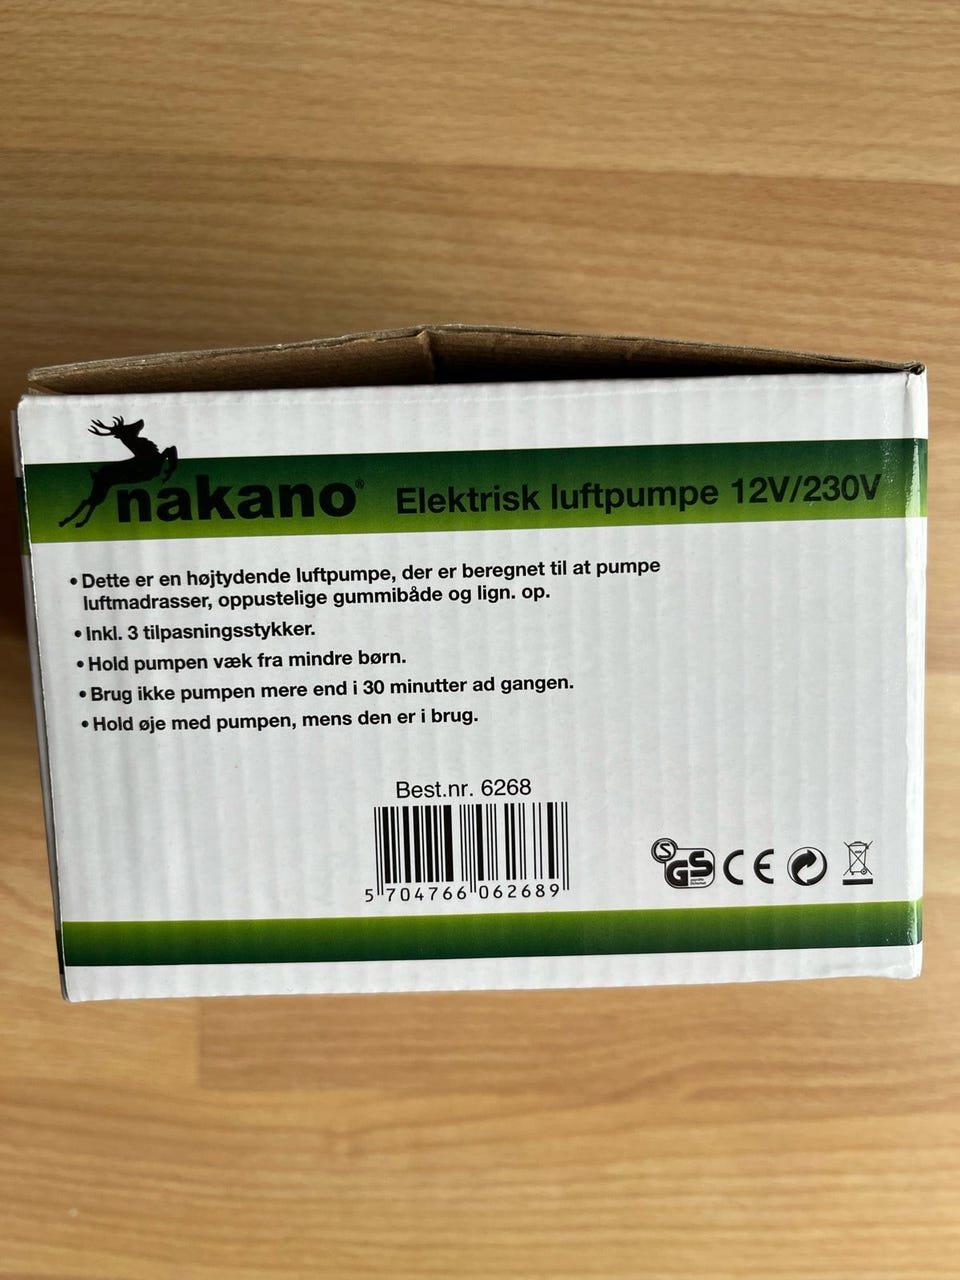 nakano® Elektrisk luftpumpe 12V/230V
• Dette er en højtydende luftpumpe, der er beregnet til at pumpe
luftmadrasser, oppustelige gummibåde og lign. op.
• Inkl. 3 tilpasningsstykker.
• Hold pumpen væk fra mindre børn.
• Brug ikke pumpen mere end i 30 minutter ad gangen.
• Hold øje med pumpen, mens den er i brug.
Best.nr. 6268
5 704766 062689
S GS CE